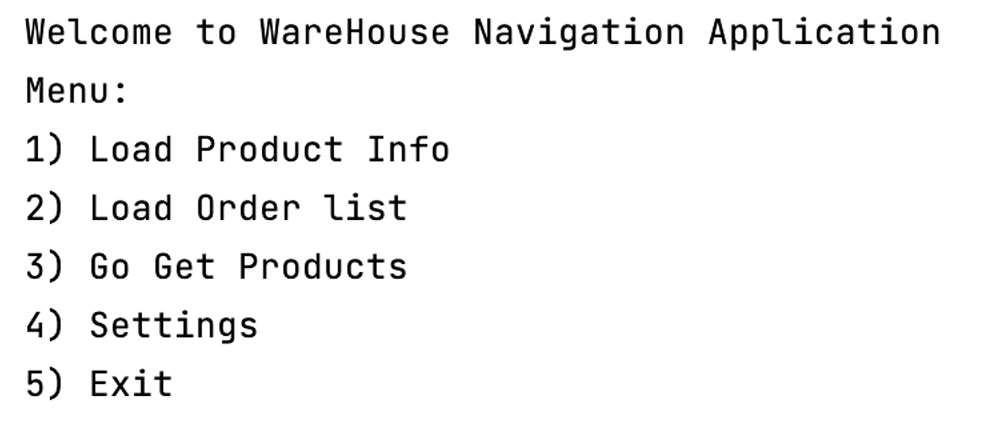 Welcome to WareHouse Navigation Application
Menu:
1) Load Product Info
2) Load Order list
3) Go Get Products
4) Settings
5) Exit